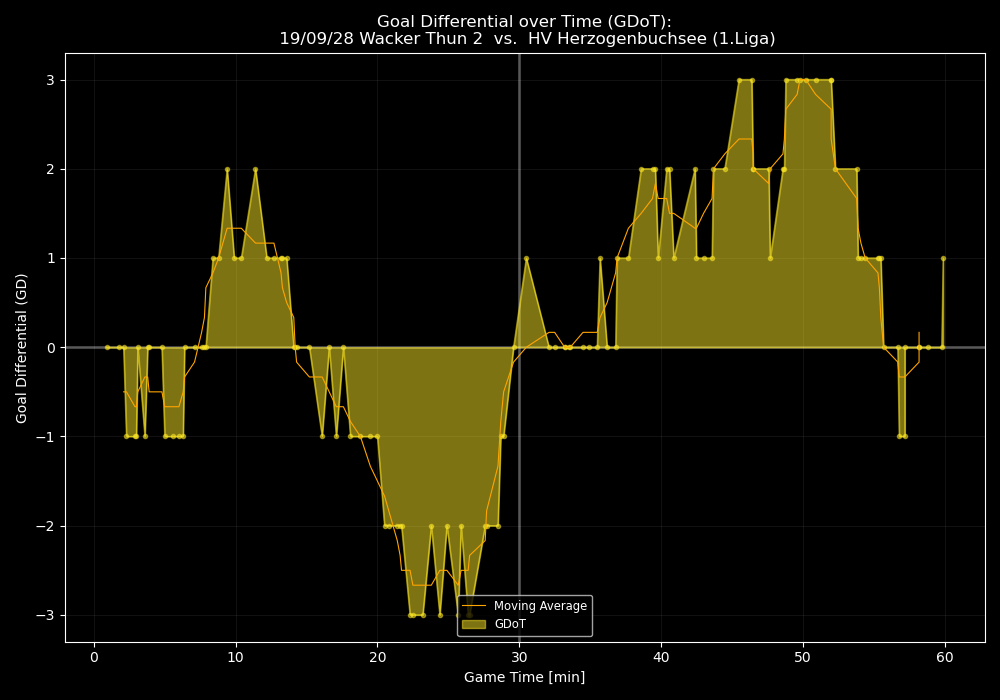 Goal Differential over Time (GDoT):
19/09/28 Wacker Thun 2  vs.  HV Herzogenbuchsee (1.Liga)
Goal Differential (GD)
3
2
1
0
−1
−2
−3
Moving Average
GDoT
0 10 20 30 40 50 60
Game Time [min]